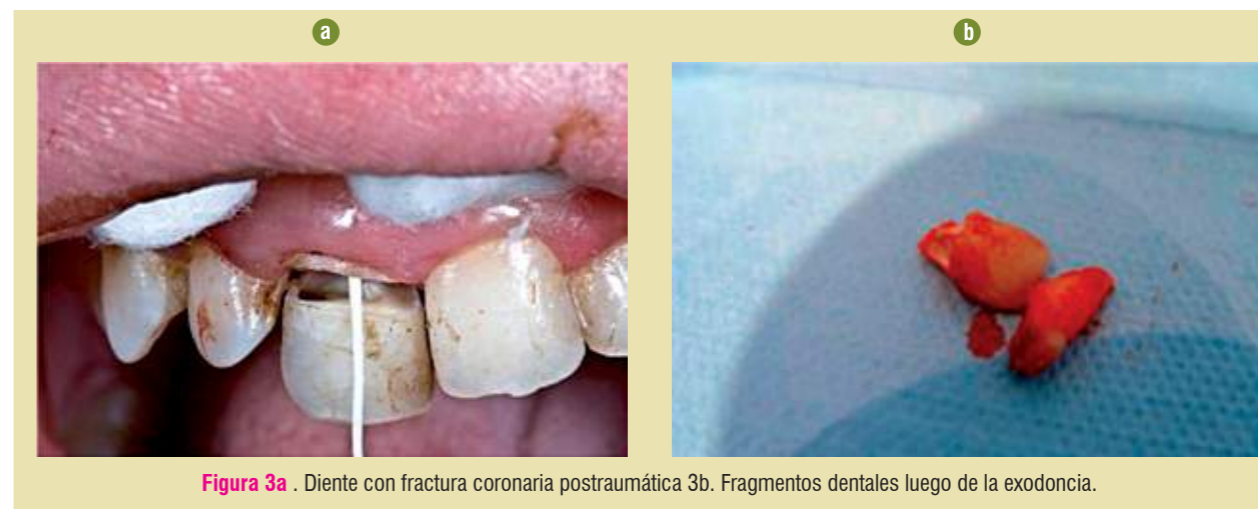 a
b
Figura 3a . Diente con fractura coronaria postraumática 3b. Fragmentos dentales luego de la exodoncia.